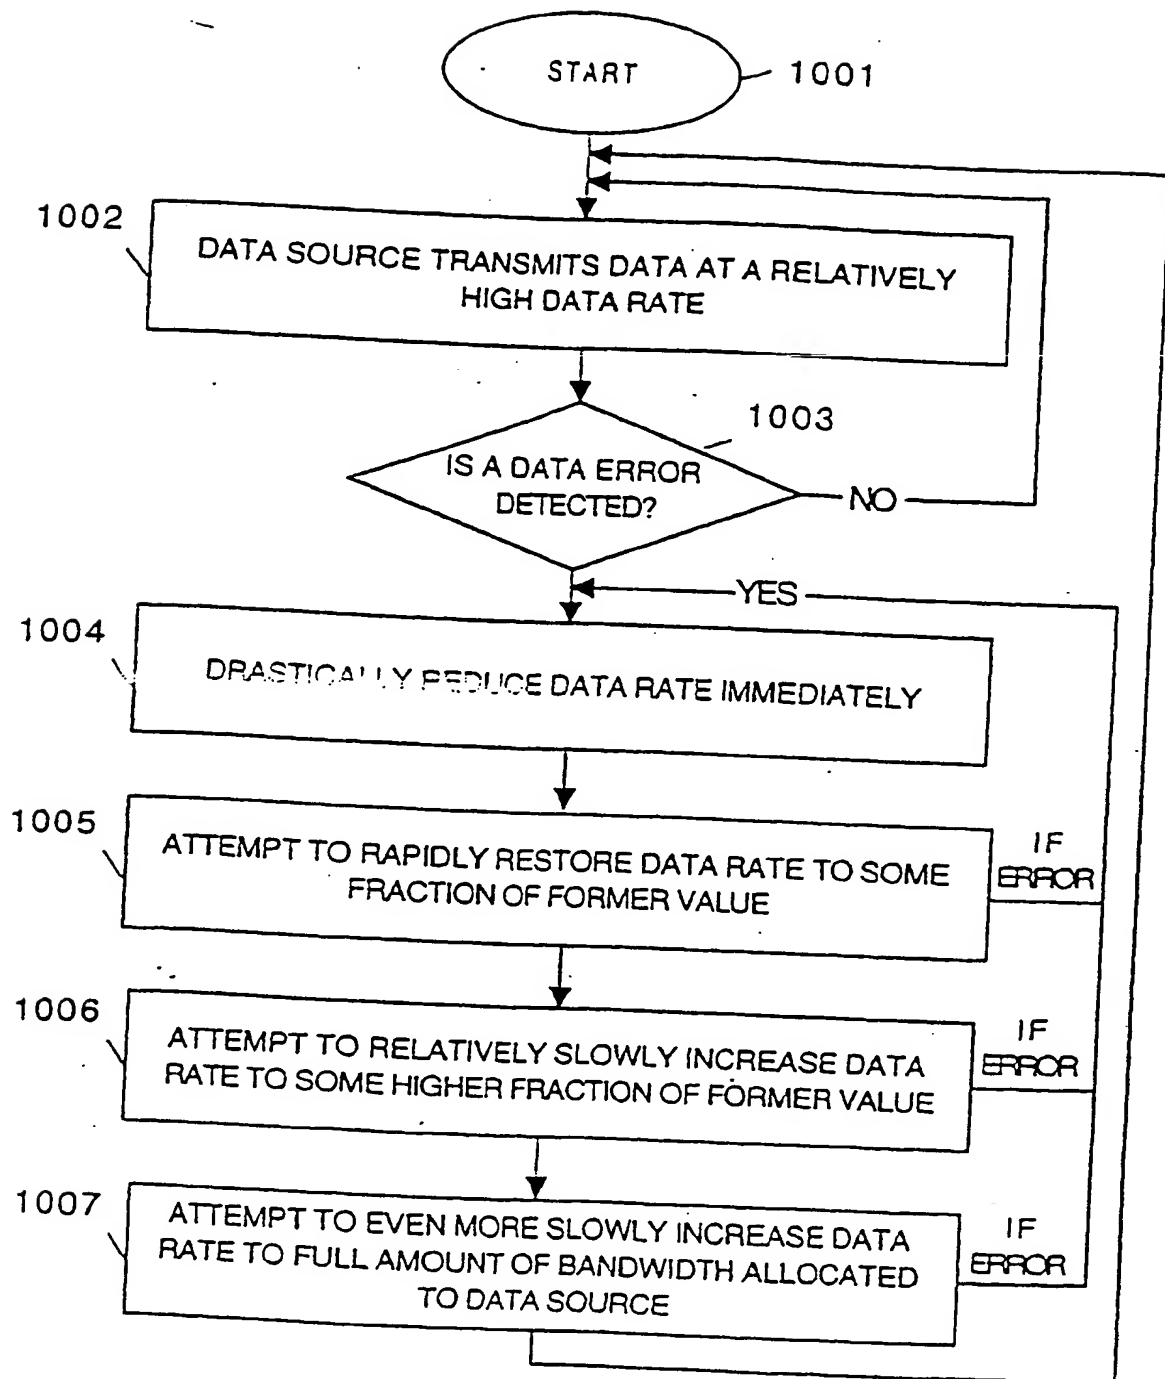 START
1001
1002
DATA SOURCE TRANSMITS DATA AT A RELATIVELY
HIGH DATA RATE
1003
IS A DATA ERROR
DETECTED?
NO
YES
1004
DRASTICALLY REDUCE DATA RATE IMMEDIATELY
1005
ATTEMPT TO RAPIDLY RESTORE DATA RATE TO SOME
FRACTION OF FORMER VALUE
IF
ERROR
1006
ATTEMPT TO RELATIVELY SLOWLY INCREASE DATA
RATE TO SOME HIGHER FRACTION OF FORMER VALUE
IF
ERROR
1007
ATTEMPT TO EVEN MORE SLOWLY INCREASE DATA
RATE TO FULL AMOUNT OF BANDWIDTH ALLOCATED
TO DATA SOURCE
IF
ERROR